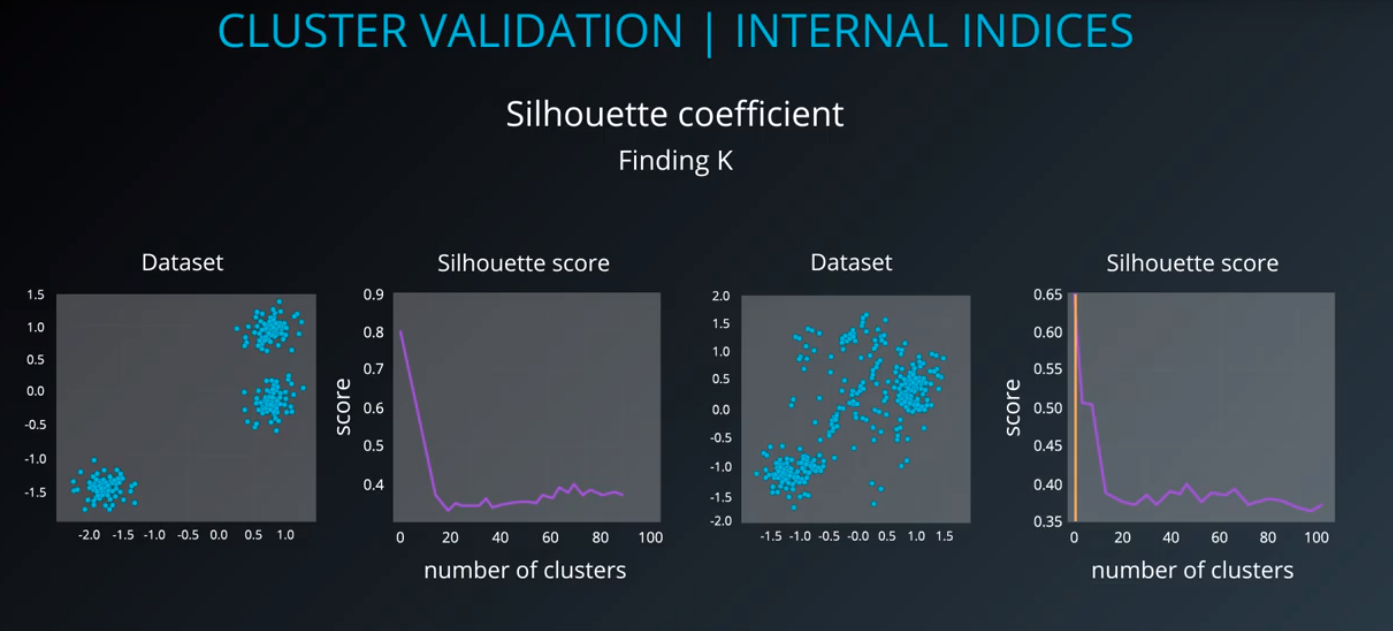 CLUSTER VALIDATION | INTERNAL INDICES
Silhouette coefficient
Finding K
Dataset
1.5
1.0
0.5
0.0
-0.5
-1.0
-1.5
-2.0 -1.5 -1.0 -0.5 0.0 0.5 1.0
Silhouette score
score
0.9
0.8
0.7
0.6
0.5
0.4
0 20 40 60 80 100
number of clusters
Dataset
2.0
1.5
1.0
0.5
0.0
-0.5
-1.0
-1.5
-2.0
-1.5 -1.0 -0.5 -0.0 0.5 1.0 1.5
Silhouette score
score
0.65
0.60
0.55
0.50
0.45
0.40
0.35
0 20 40 60 80 100
number of clusters